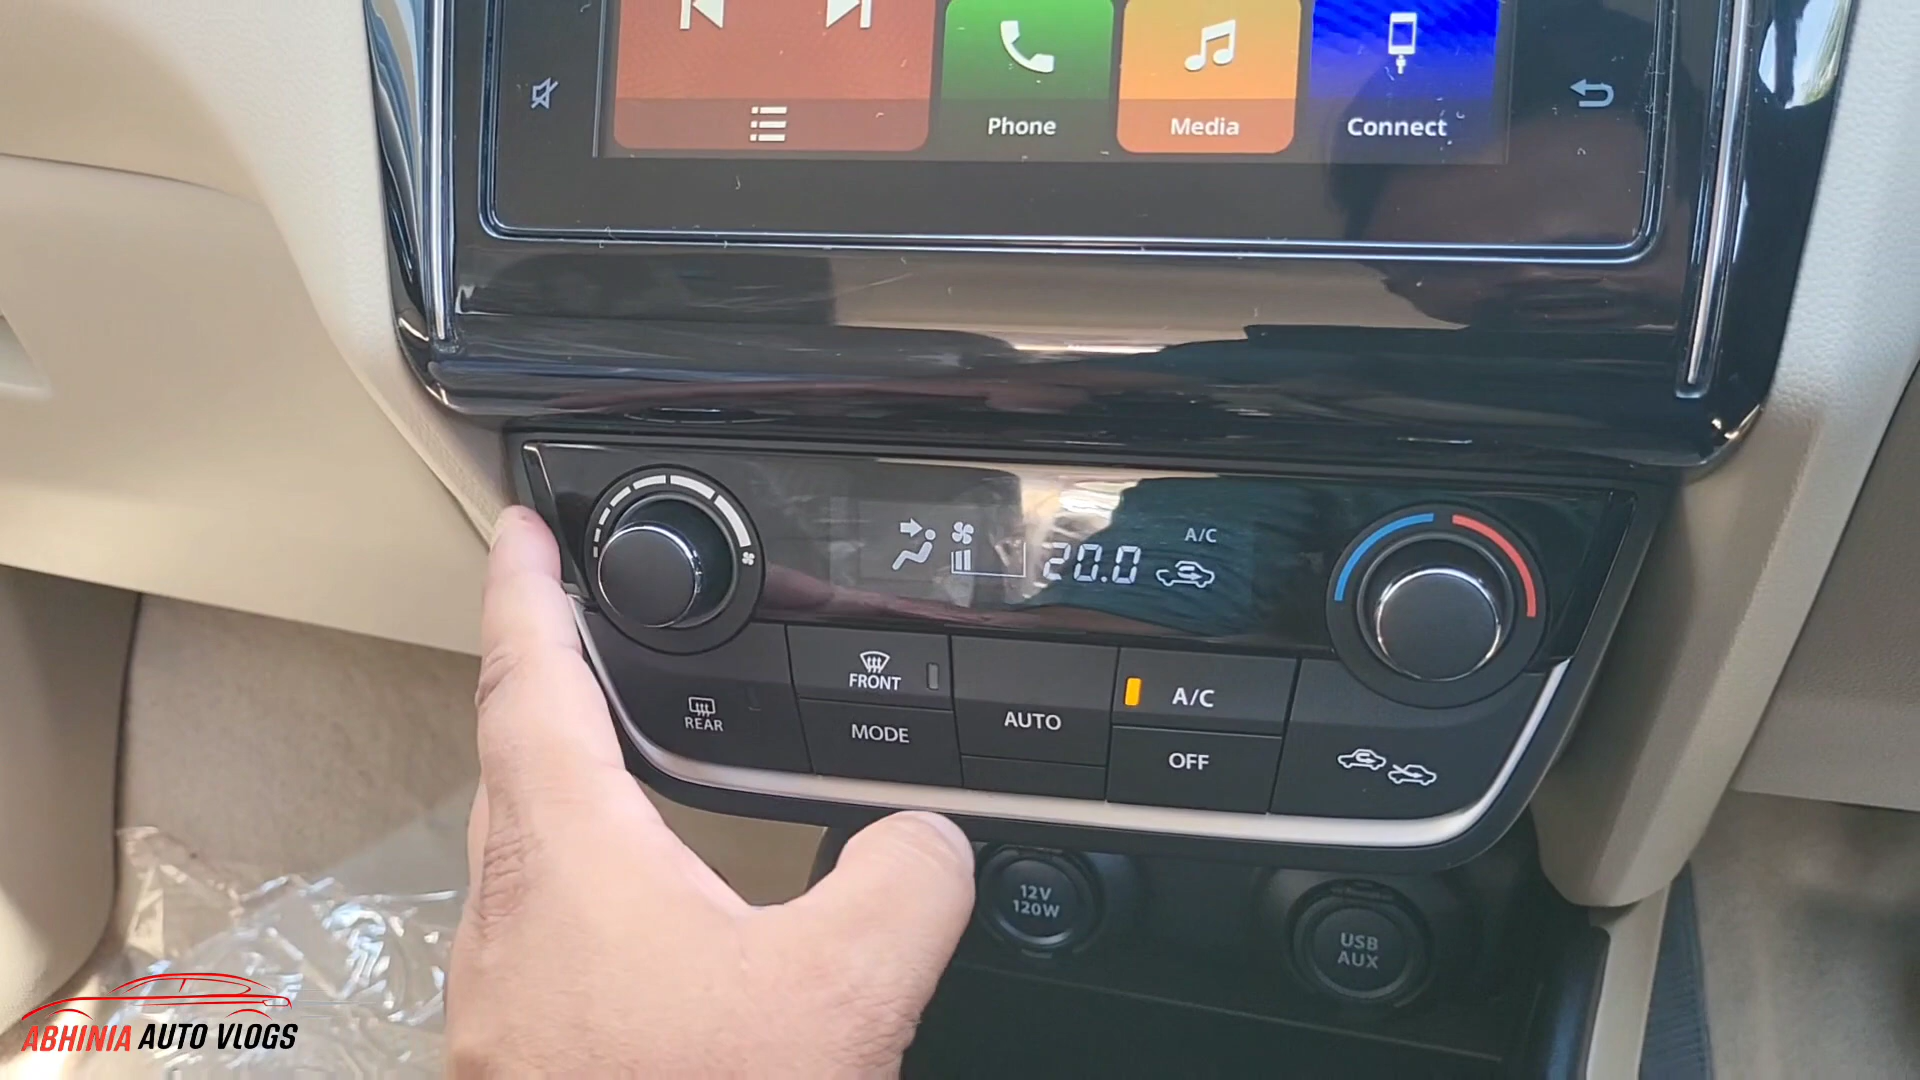 Phone
Media
Connect
20.0
A/C
FRONT
REAR
MODE
AUTO
A/C
OFF
12V
120W
USB
AUX
ABHINIA AUTO VLOGS